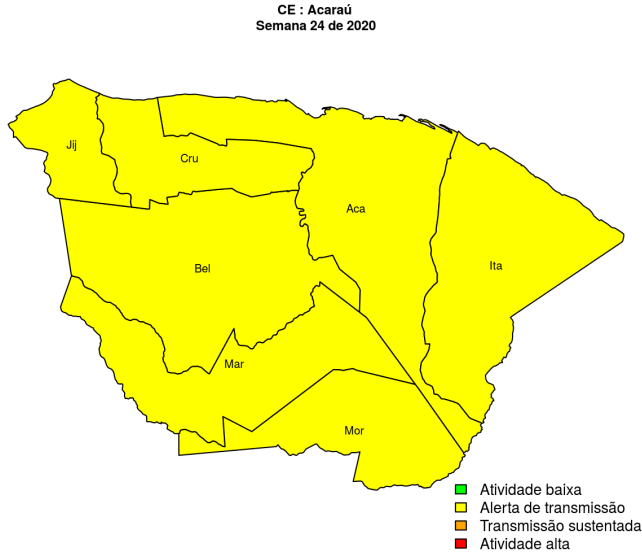 CE : Acaraú
Semana 24 de 2020
Jij
Cru
Aca
Bel
Ita
Mar
Mor
Atividade baixa
Alerta de transmissão
Transmissão sustentada
Atividade alta